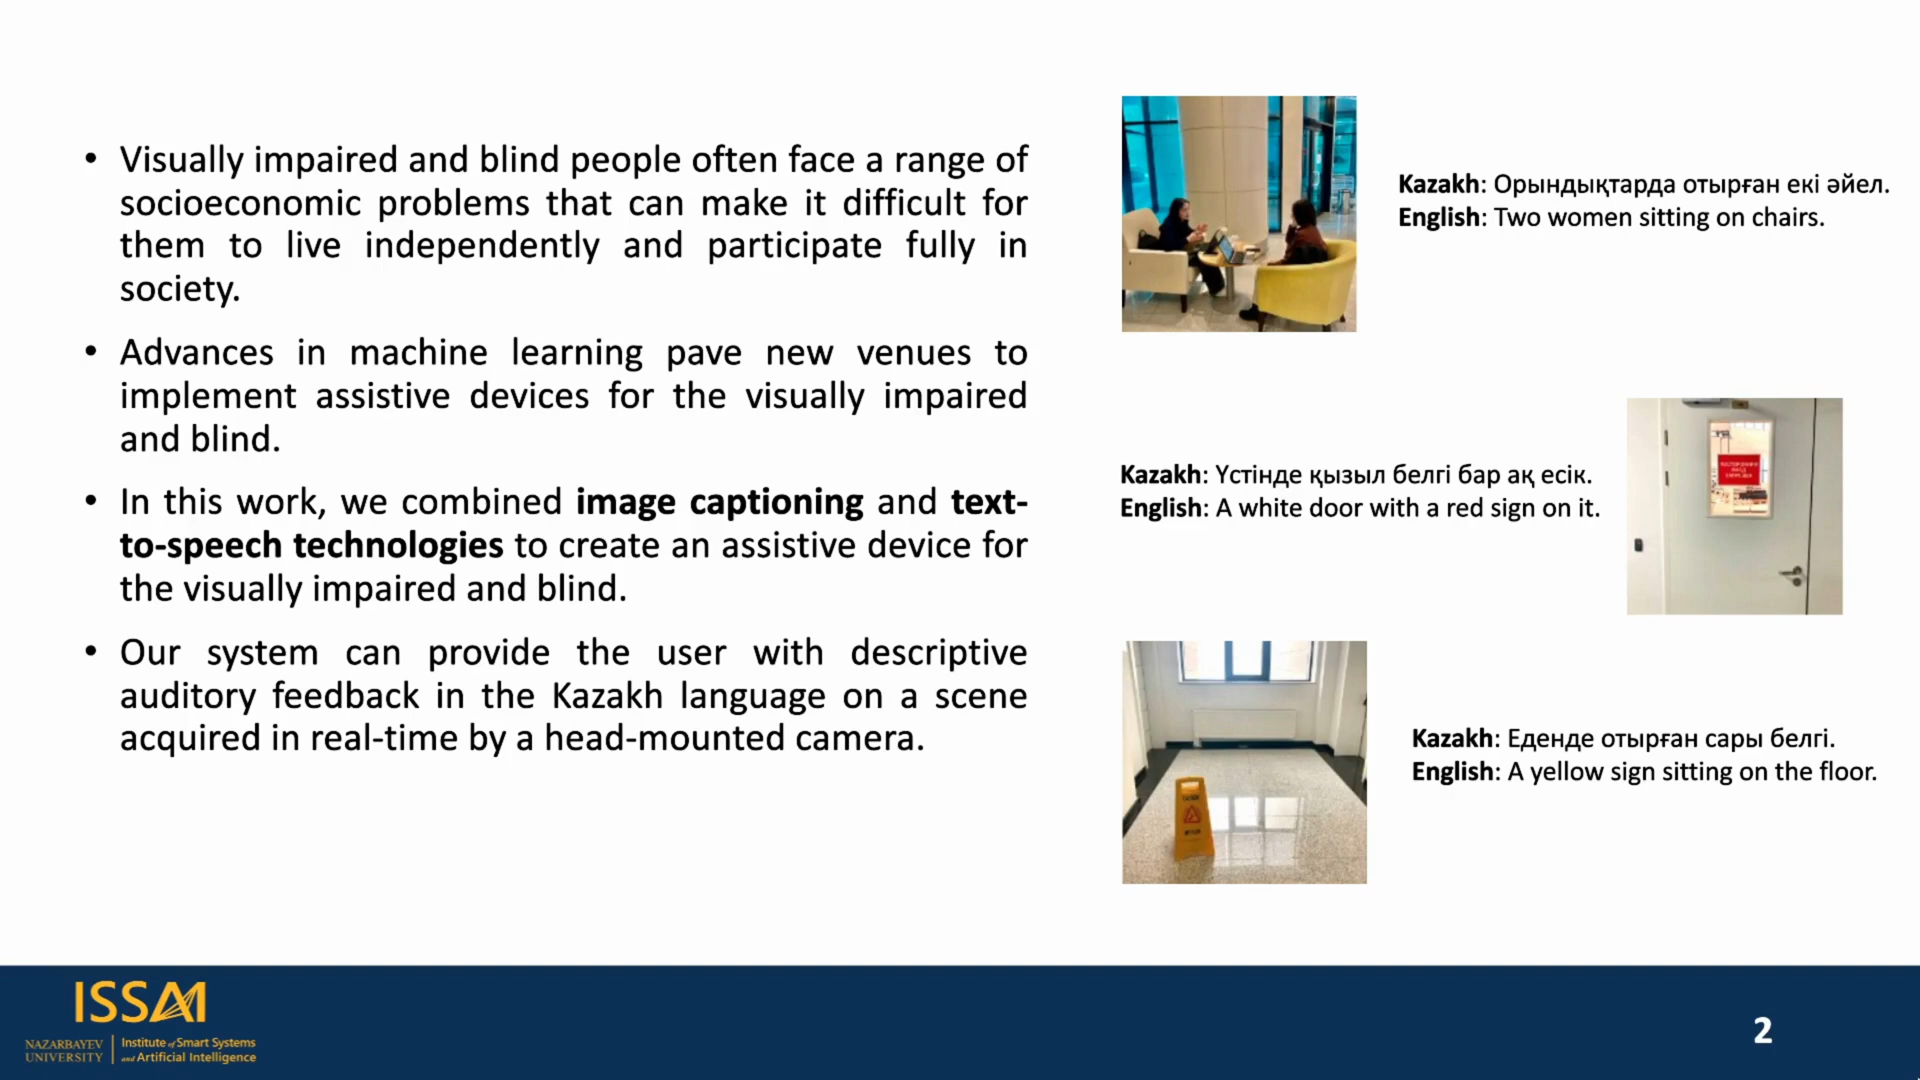 • Visually impaired and blind people often face a range of
socioeconomic problems that can make it difficult for
them to live independently and participate fully in
society.
• Advances in machine learning pave new venues to
implement assistive devices for the visually impaired
and blind.
• In this work, we combined image captioning and text-
to-speech technologies to create an assistive device for
the visually impaired and blind.
• Our system can provide the user with descriptive
auditory feedback in the Kazakh language on a scene
acquired in real-time by a head-mounted camera.
Kazakh: Орындықтарда отырған екі әйел.
English: Two women sitting on chairs.
Kazakh: Үстінде қызыл белгі бар ақ есік.
English: A white door with a red sign on it.
Kazakh: Еденде отырған сары белгі.
English: A yellow sign sitting on the floor.
ISSAI
NAZARBAYEV
UNIVERSITY
Institute of Smart Systems
and Artificial Intelligence
2